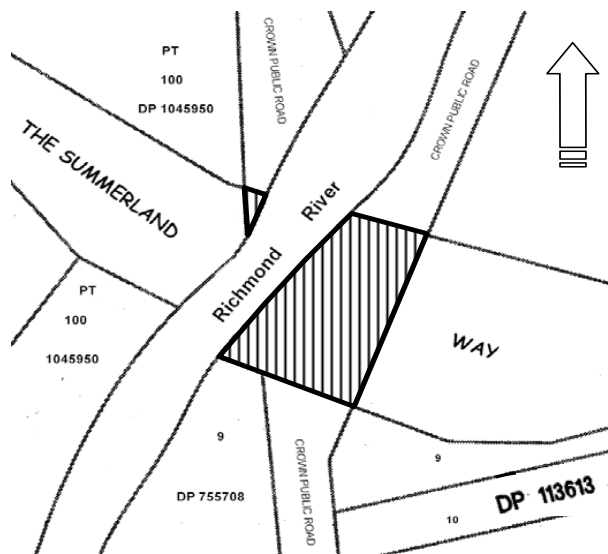 PT
100
DP 1045950
CROWN PUBLIC ROAD
CROWN PUBLIC ROAD
THE SUMMERLAND
Richmond River
PT
100
1045950
WAY
9
DP 755708
CROWN PUBLIC ROAD
9
DP 113613
10